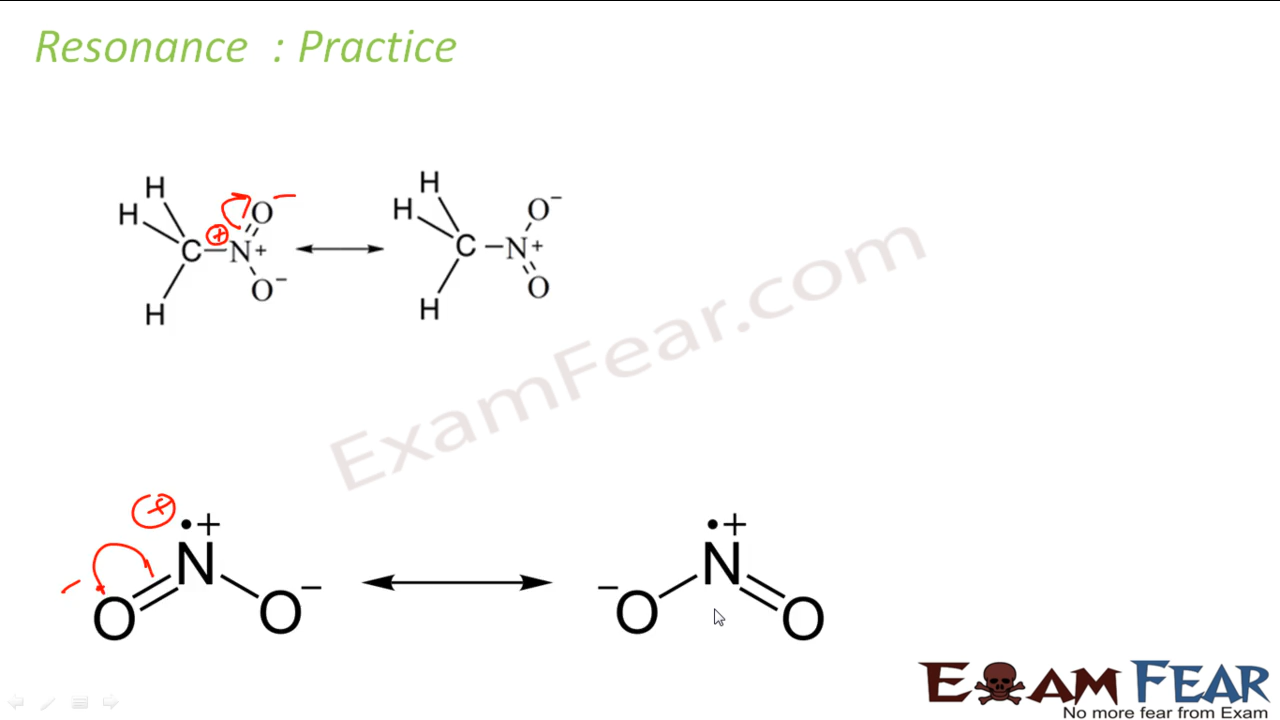 Resonance : Practice
H
H
C
N
+
O
O
−
H
+
−
H
H
C
N
+
O
−
O
H
ExamFear.com
N
•+
O
O
−
+
−
N
•+
−
O
O
EXAM FEAR
No more fear from Exam